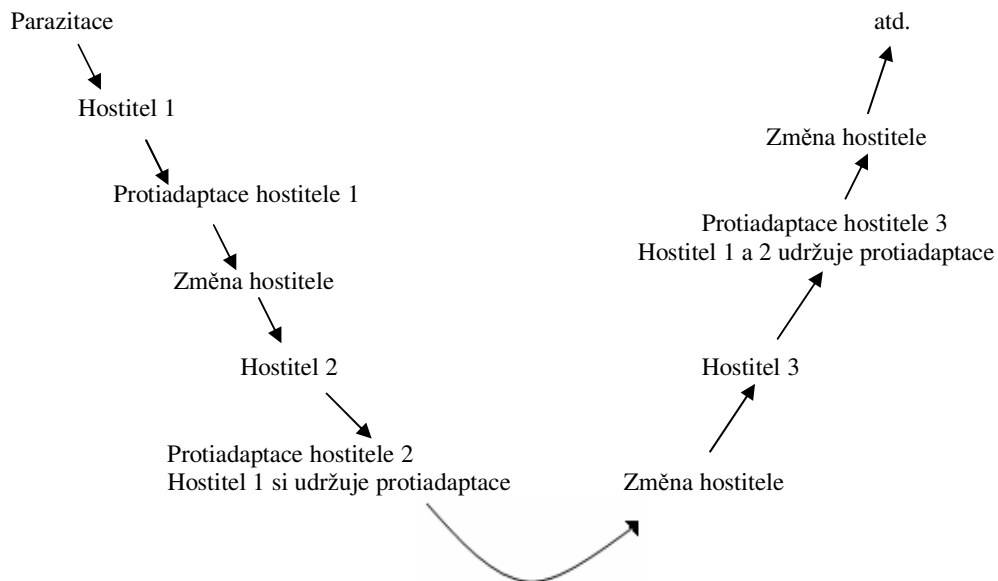 Parazitace
Hostitel 1
Protiadaptace hostitele 1
Změna hostitele
Hostitel 2
Protiadaptace hostitele 2
Hostitel 1 si udržuje protiadaptace
Změna hostitele
Hostitel 3
Protiadaptace hostitele 3
Hostitel 1 a 2 udržuje protiadaptace
Změna hostitele
atd.